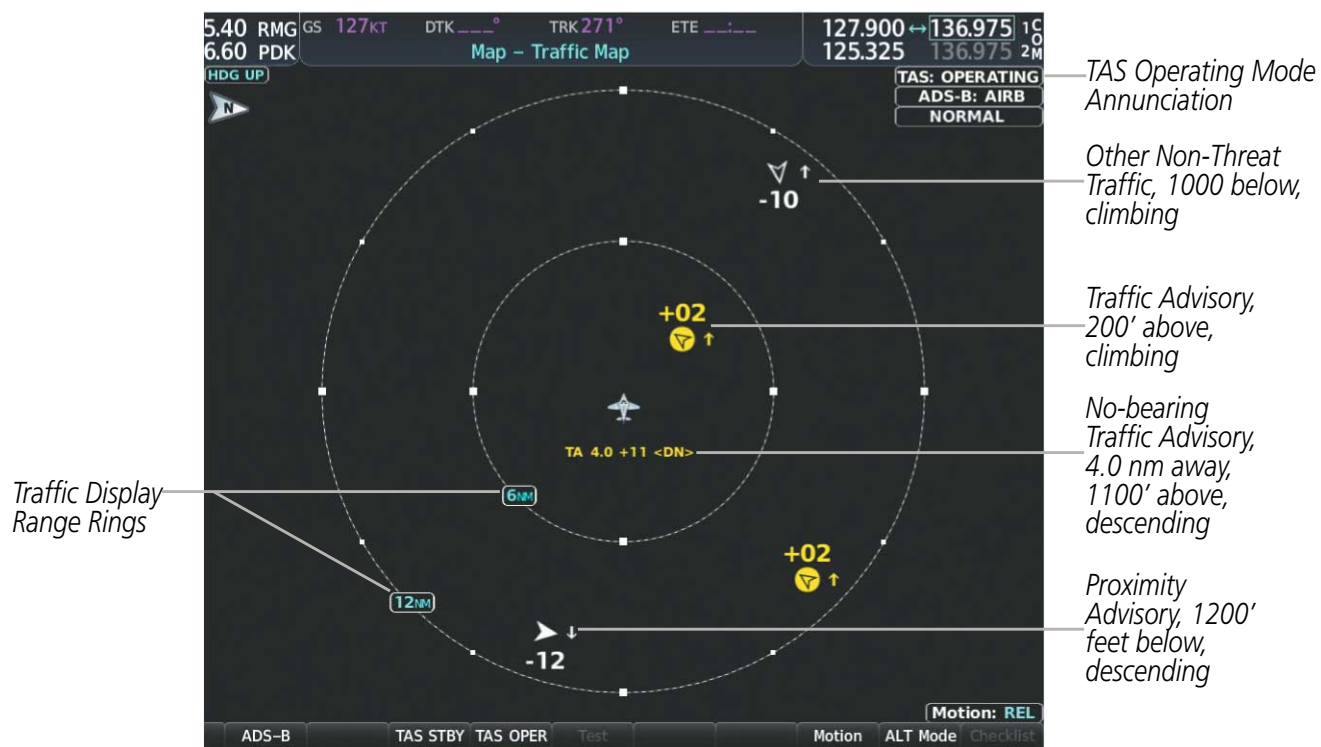 5.40 RMG GS 127KT DTK ___° TRK 271° ETE __:__ 127.900 ↔ 136.975 1 C
6.60 PDK Map – Traffic Map 125.325 136.975 2 O M
HDG UP
N
TAS: OPERATING
ADS-B: AIRB
NORMAL
TAS Operating Mode
Annunciation
Other Non-Threat
Traffic, 1000 below,
climbing
↑
-10
Traffic Advisory,
200’ above,
climbing
+02
↑
No-bearing
Traffic Advisory,
4.0 nm away,
1100’ above,
descending
TA 4.0 +11 <DN>
Traffic Display
Range Rings
6NM
12NM
+02
↑
Proximity
Advisory, 1200’
feet below,
descending
↓
-12
Motion: REL
ADS–B TAS STBY TAS OPER Test Motion ALT Mode Checklist